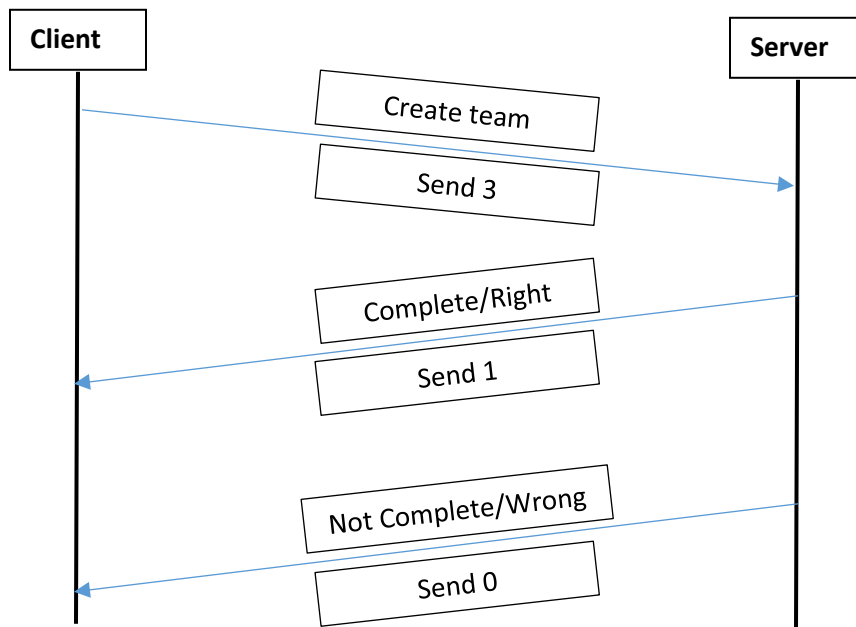 Client
Server
Create team
Send 3
Complete/Right
Send 1
Not Complete/Wrong
Send 0